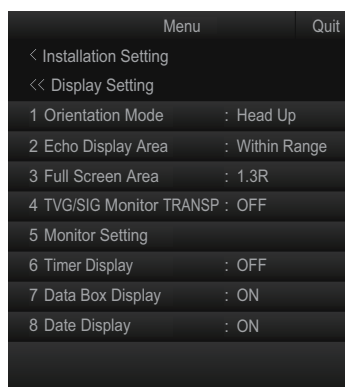 Menu Quit
< Installation Setting
<< Display Setting
1 Orientation Mode : Head Up
2 Echo Display Area : Within Range
3 Full Screen Area : 1.3R
4 TVG/SIG Monitor TRANSP : OFF
5 Monitor Setting
6 Timer Display : OFF
7 Data Box Display : ON
8 Date Display : ON